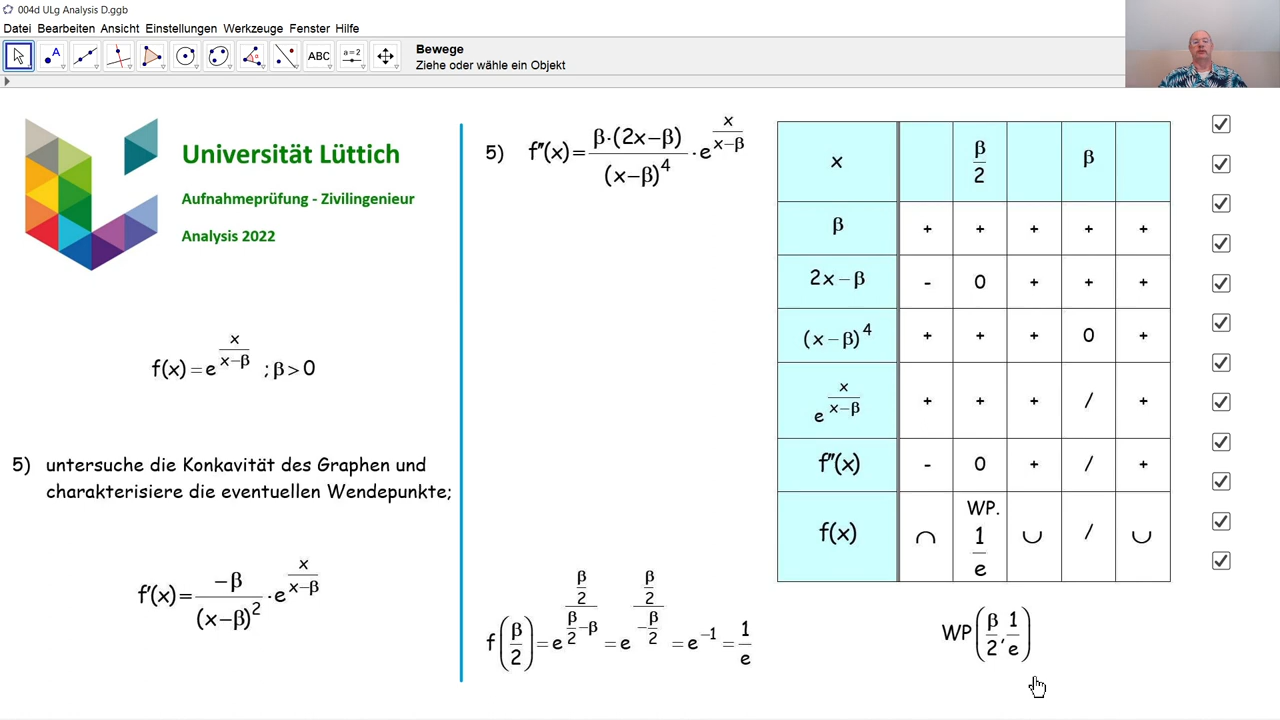 004d ULg Analysis D.ggb
Datei Bearbeiten Ansicht Einstellungen Werkzeuge Fenster Hilfe
A ABC a=2
Bewege
Ziehe oder wähle ein Objekt
Universität Lüttich
Aufnahmeprüfung - Zivilingenieur
Analysis 2022
f(x) = e^(x/(x−β)) ; β > 0
5) untersuche die Konkavität des Graphen und
charakterisiere die eventuellen Wendepunkte;
f'(x) = −β/(x−β)² · e^(x/(x−β))
5) f''(x) = β·(2x−β)/(x−β)⁴ · e^(x/(x−β))
f(β/2) = e^((β/2)/(β/2−β)) = e^((β/2)/(−β/2)) = e⁻¹ = 1/e
x β/2 β
β + + + + +
2x−β - 0 + + +
(x−β)⁴ + + + 0 +
e^(x/(x−β)) + + + / +
f''(x) - 0 + / +
f(x) ∩ WP. 1/e ∪ / ∪
WP(β/2, 1/e)